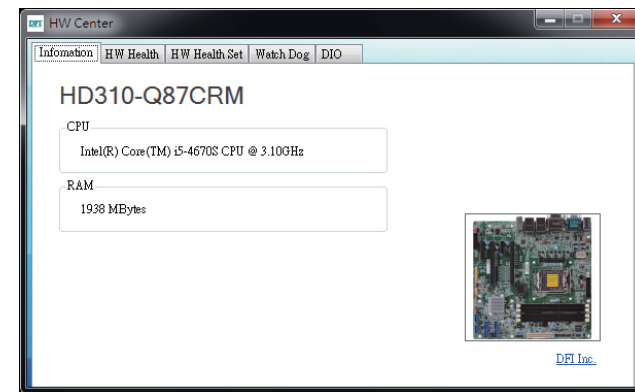 DFI HW Center
Infomation HW Health HW Health Set Watch Dog DIO
HD310-Q87CRM
CPU
Intel(R) Core(TM) i5-4670S CPU @ 3.10GHz
RAM
1938 MBytes
DFI Inc.